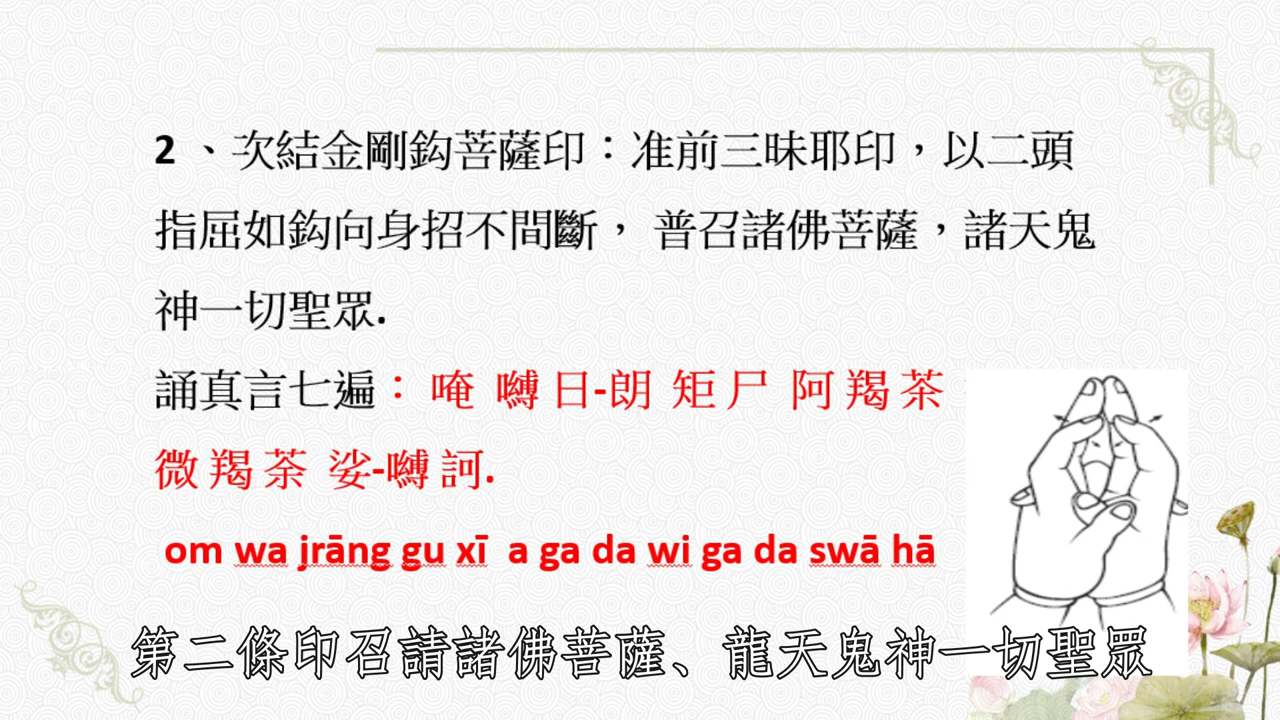 2 、次結金剛鈎菩薩印：准前三昧耶印，以二頭
指屈如鈎向身招不間斷， 普召諸佛菩薩，諸天鬼
神一切聖眾.
誦真言七遍： 唵 嚩日-朗 矩尸 阿羯荼
微羯荼 娑-嚩訶.
om wa jrāng gu xī a ga da wi ga da swā hā
第二條印召請諸佛菩薩、龍天鬼神一切聖眾